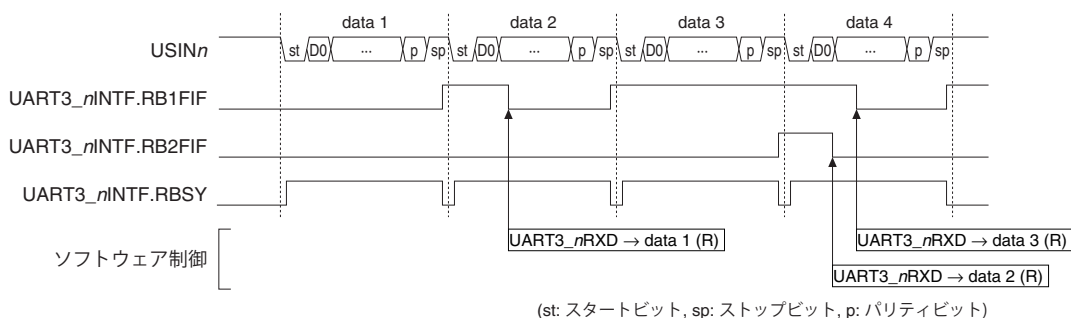 data 1 data 2 data 3 data 4
USINn st D0 ... p sp st D0 ... p sp st D0 ... p sp st D0 ... p sp
UART3_nINTF.RB1FIF
UART3_nINTF.RB2FIF
UART3_nINTF.RBSY
ソフトウェア制御
UART3_nRXD → data 1 (R) UART3_nRXD → data 3 (R)
UART3_nRXD → data 2 (R)
(st: スタートビット, sp: ストップビット, p: パリティビット)